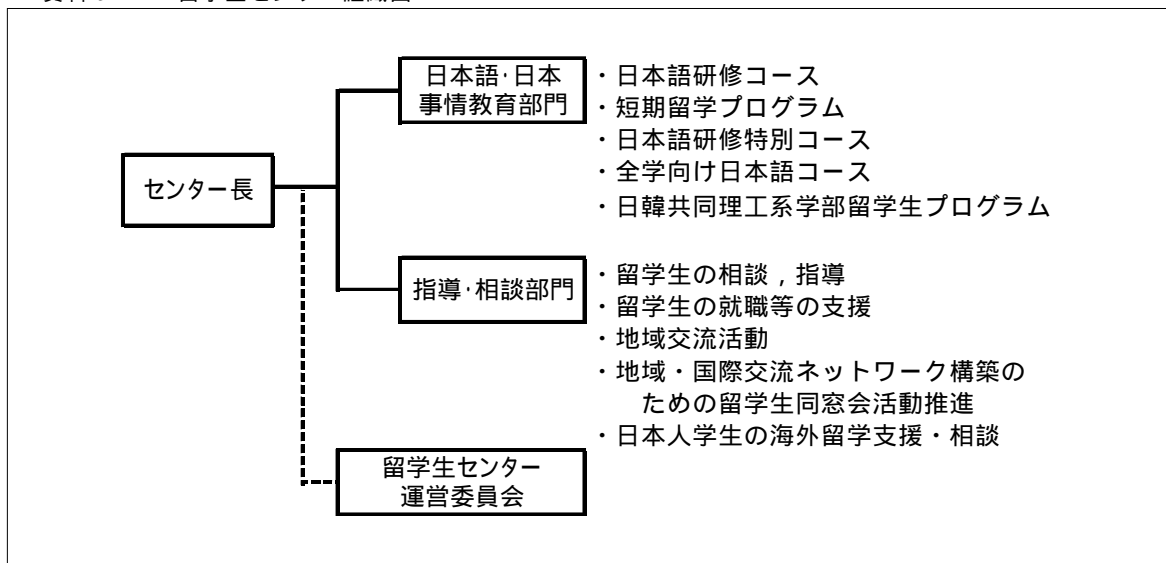 センター長
日本語・日本
事情教育部門
・日本語研修コース
・短期留学プログラム
・日本語研修特別コース
・全学向け日本語コース
・日韓共同理工系学部留学生プログラム
指導・相談部門
・留学生の相談，指導
・留学生の就職等の支援
・地域交流活動
・地域・国際交流ネットワーク構築の
ための留学生同窓会活動推進
・日本人学生の海外留学支援・相談
留学生センター
運営委員会